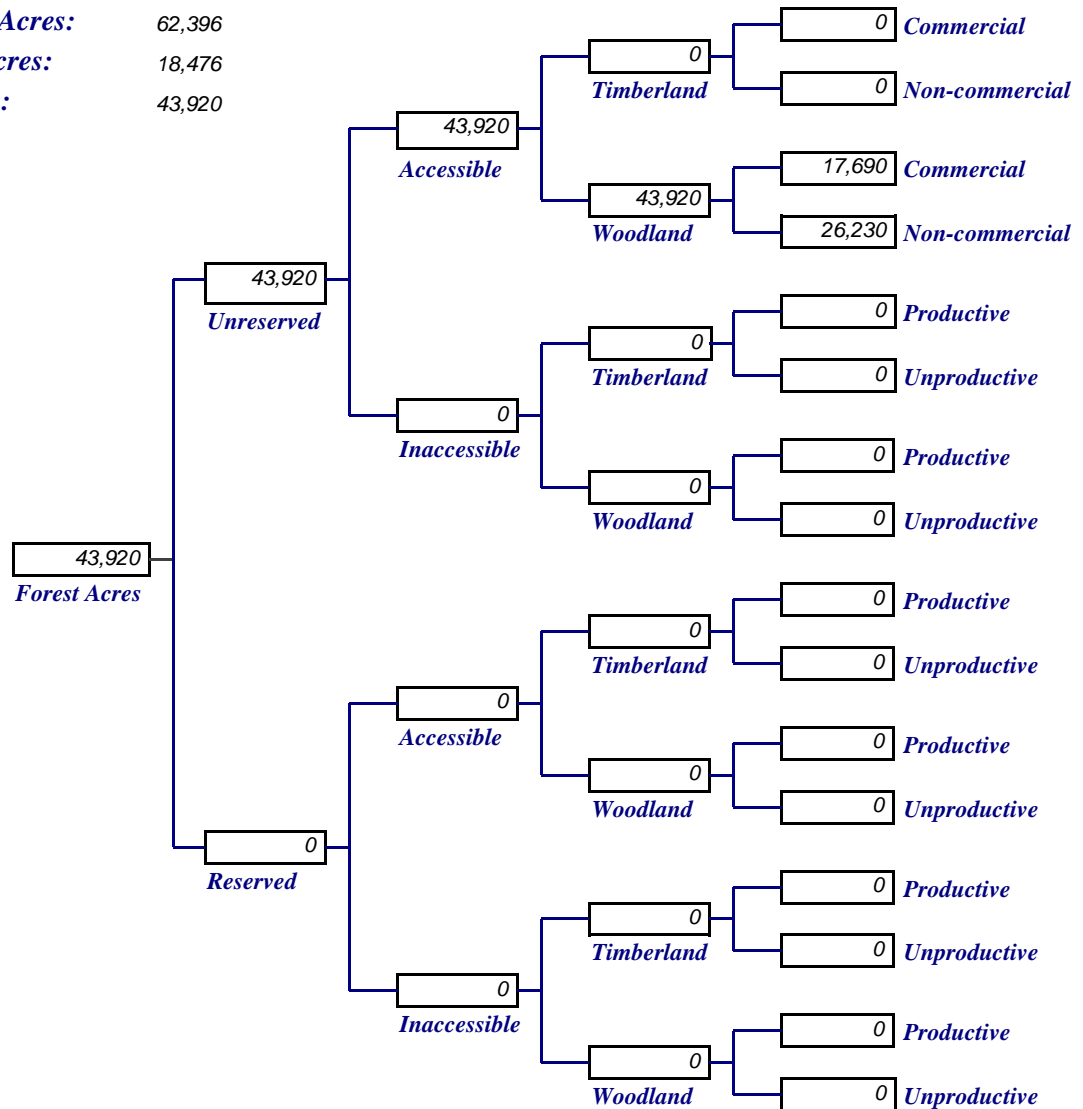 Acres: 62,396
cres: 18,476
: 43,920
0 Commercial
0
Timberland
0 Non-commercial
43,920
Accessible
17,690 Commercial
43,920
Woodland
26,230 Non-commercial
43,920
Unreserved
0 Productive
0
Timberland
0 Unproductive
0
Inaccessible
0 Productive
0
Woodland
0 Unproductive
43,920
Forest Acres
0 Productive
0
Timberland
0 Unproductive
0
Accessible
0 Productive
0
Woodland
0 Unproductive
0
Reserved
0 Productive
0
Timberland
0 Unproductive
0
Inaccessible
0 Productive
0
Woodland
0 Unproductive